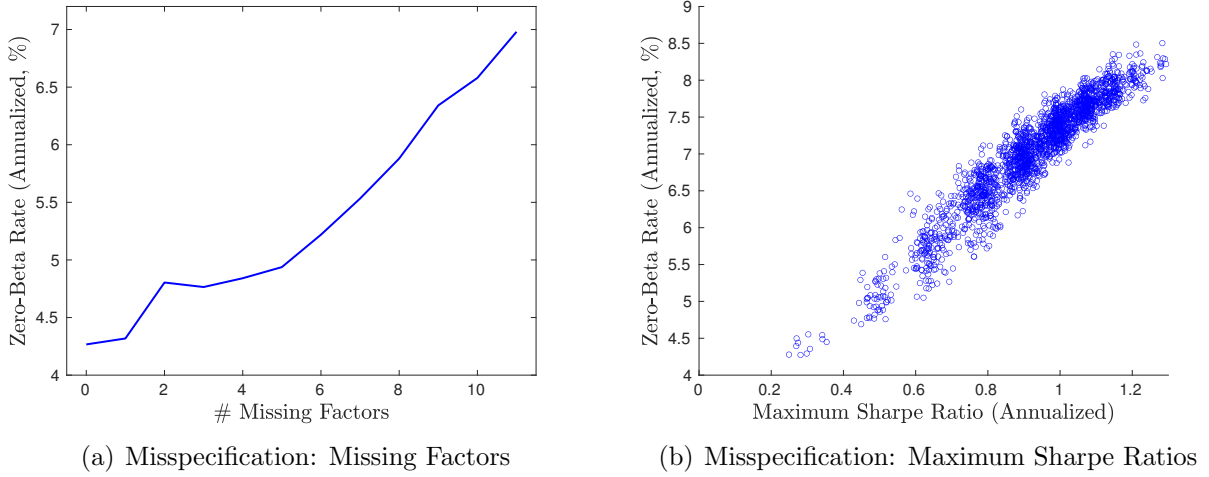 7
6.5
6
5.5
5
4.5
4
0 2 4 6 8 10
Zero-Beta Rate (Annualized, %)
# Missing Factors
(a) Misspecification: Missing Factors
9
8.5
8
7.5
7
6.5
6
5.5
5
4.5
4
0 0.2 0.4 0.6 0.8 1 1.2
Zero-Beta Rate (Annualized, %)
Maximum Sharpe Ratio (Annualized)
(b) Misspecification: Maximum Sharpe Ratios